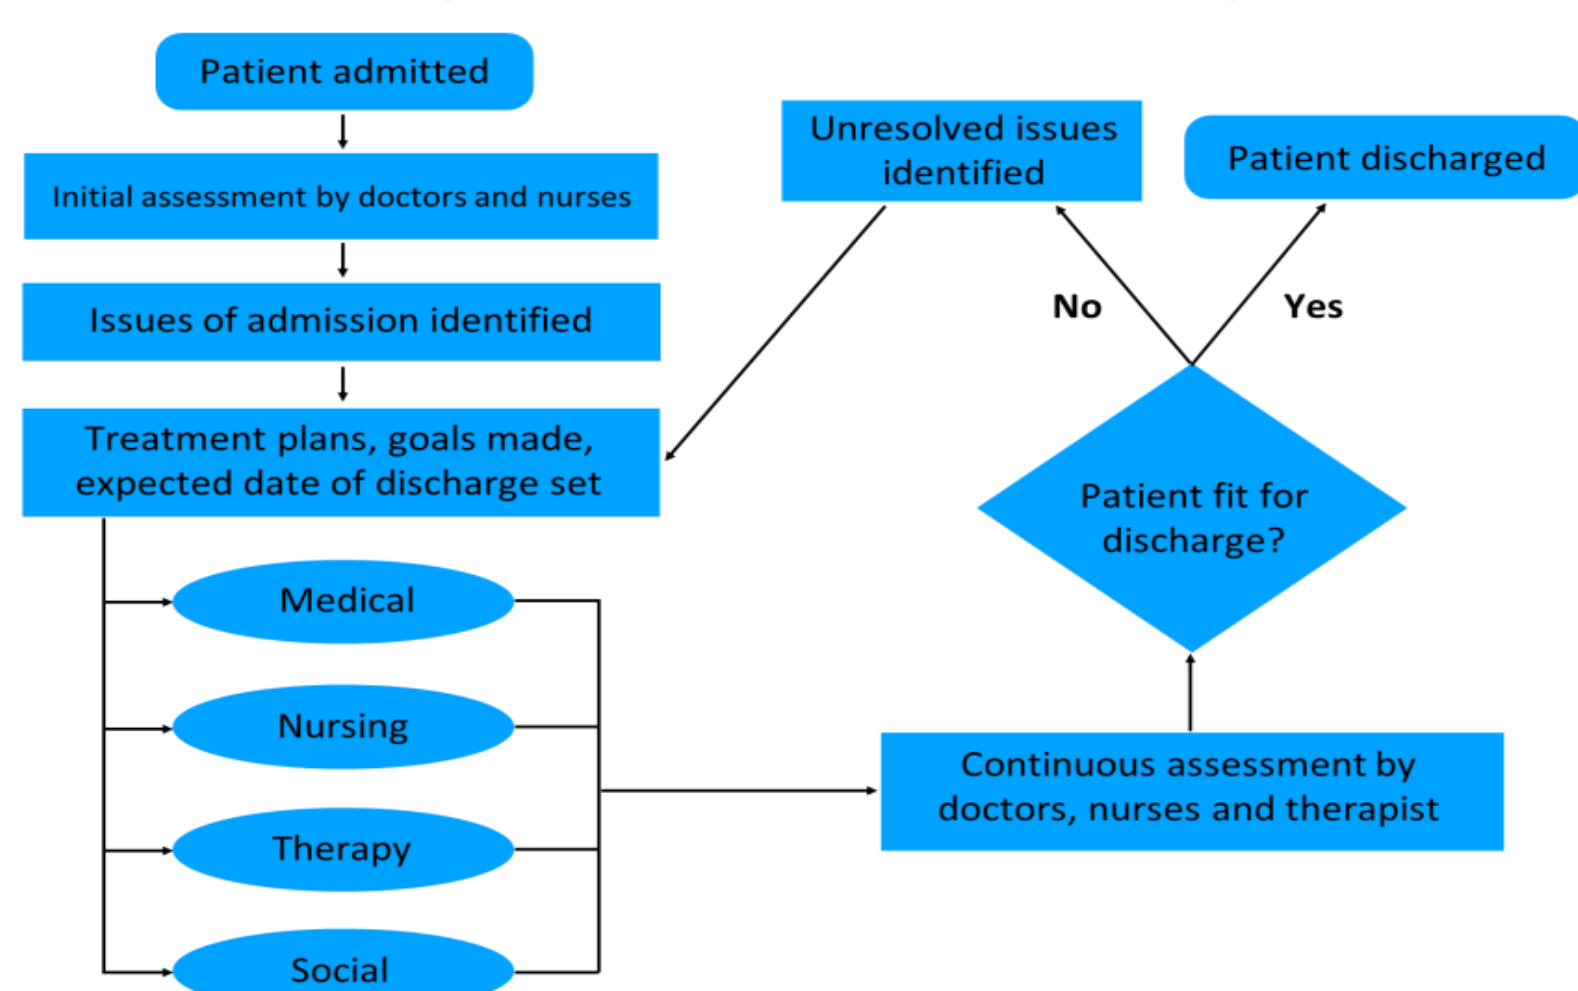 Patient admitted
Initial assessment by doctors and nurses
Issues of admission identified
Treatment plans, goals made,
expected date of discharge set
Medical
Nursing
Therapy
Social
Continuous assessment by
doctors, nurses and therapist
Patient fit for
discharge?
No
Yes
Unresolved issues
identified
Patient discharged